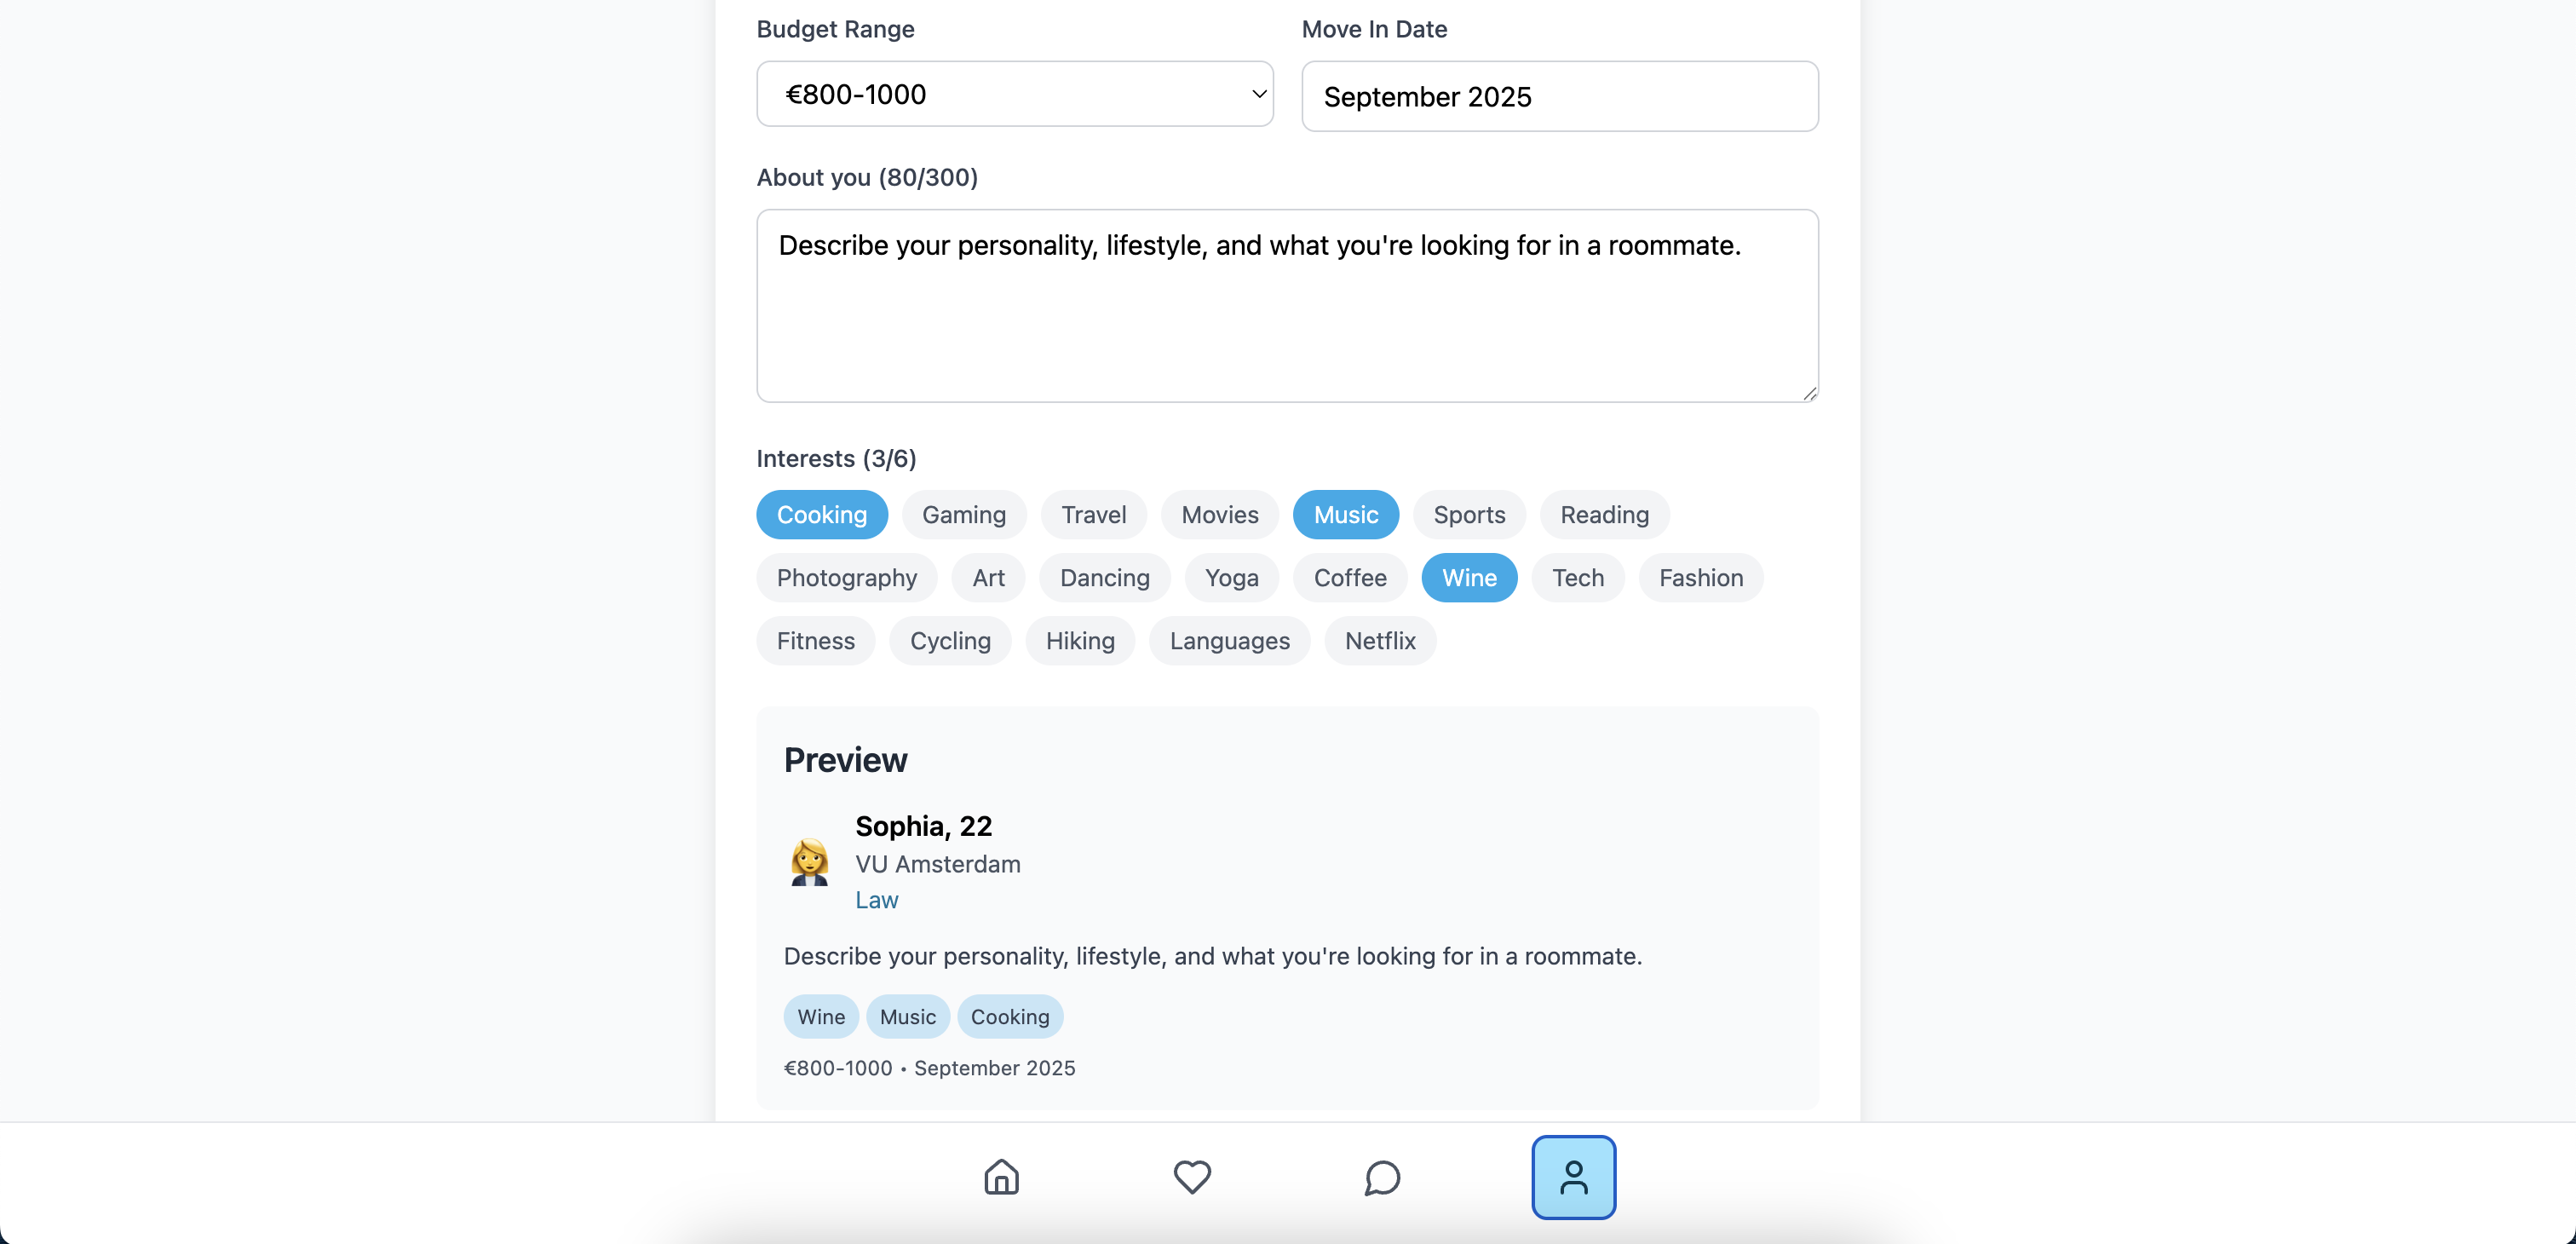 Budget Range
Move In Date
€800-1000
September 2025
About you (80/300)
Describe your personality, lifestyle, and what you're looking for in a roommate.
Interests (3/6)
Cooking Gaming Travel Movies Music Sports Reading
Photography Art Dancing Yoga Coffee Wine Tech Fashion
Fitness Cycling Hiking Languages Netflix
Preview
Sophia, 22
VU Amsterdam
Law
Describe your personality, lifestyle, and what you're looking for in a roommate.
Wine Music Cooking
€800-1000 • September 2025